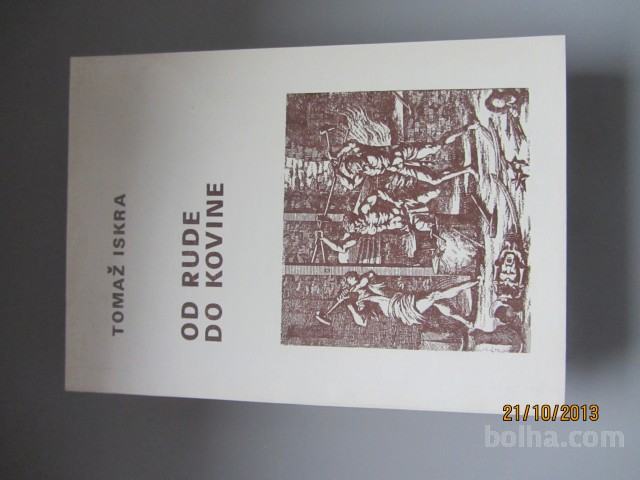 TOMAŽ ISKRA
OD RUDE
DO KOVINE
21/10/2013
bolha.com